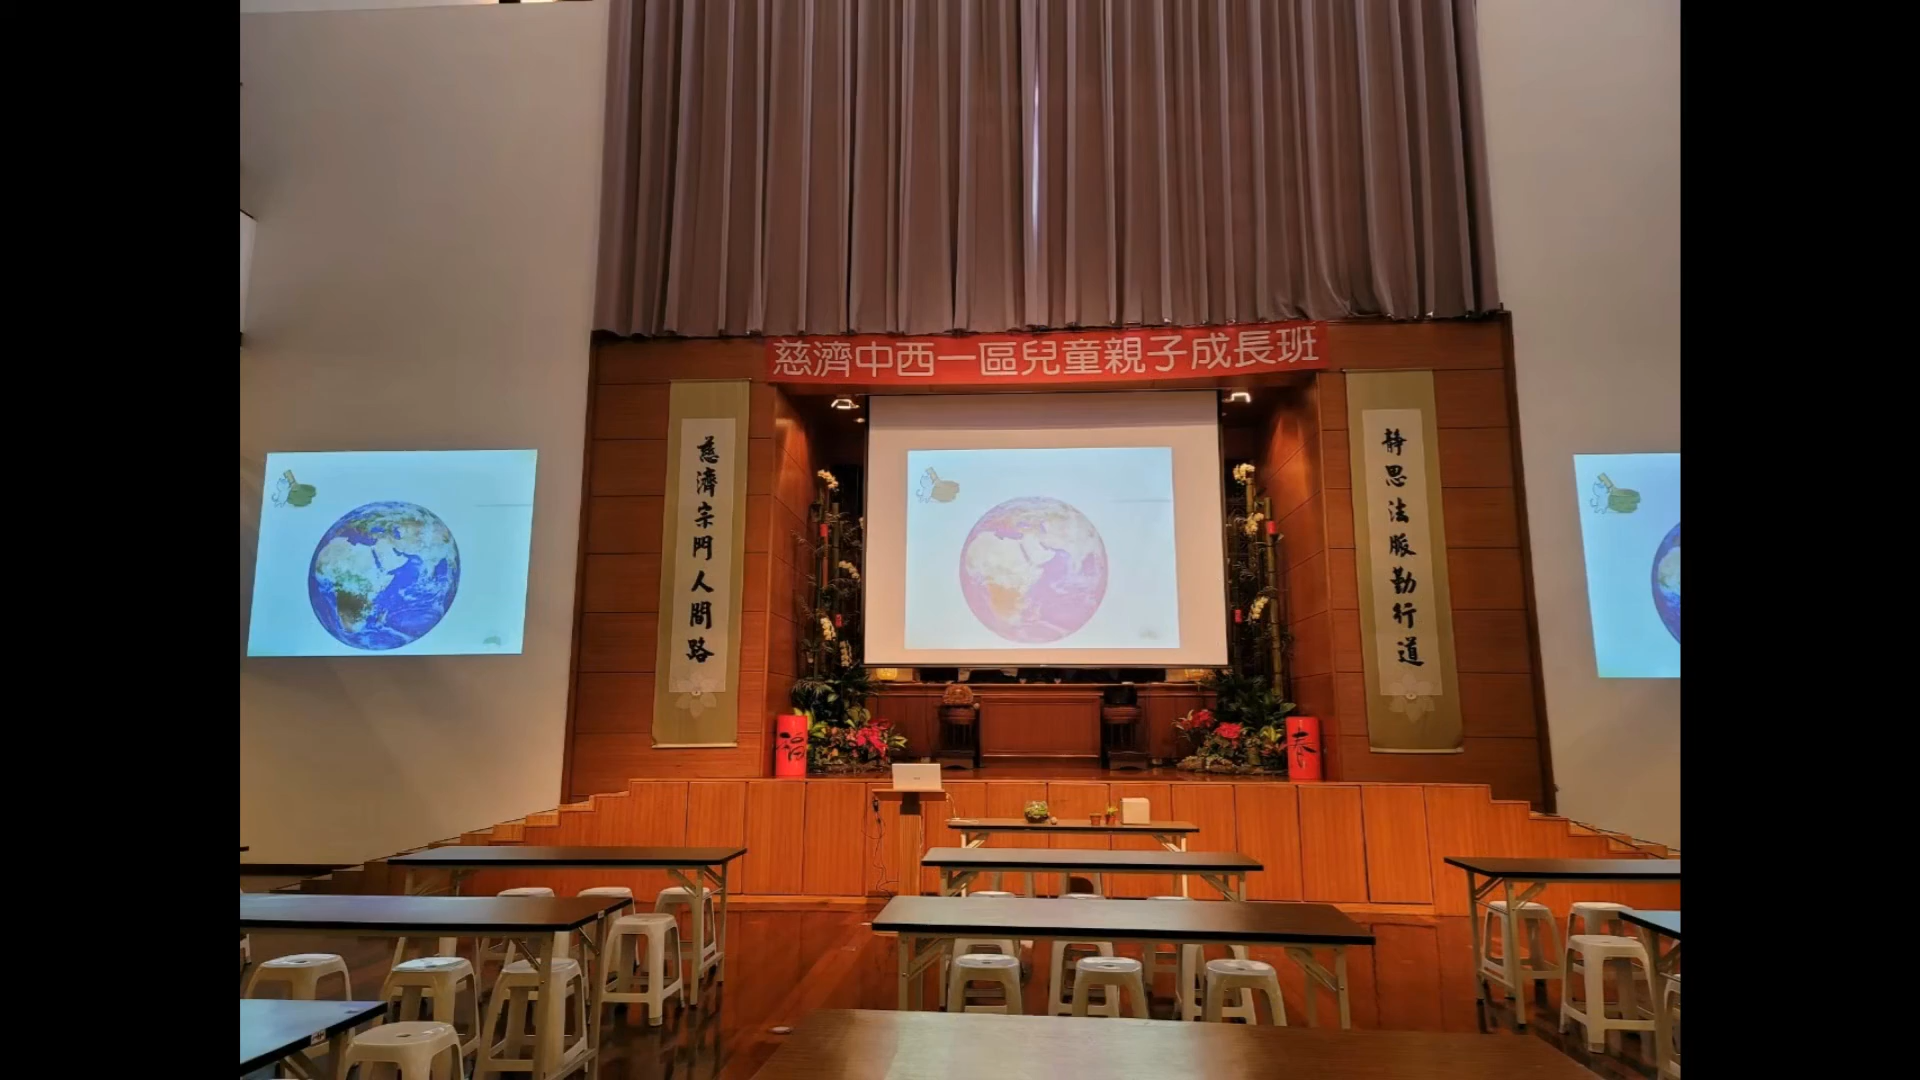 慈濟中西一區兒童親子成長班
靜思法脈勤行道
慈濟宗門人間路
福
春